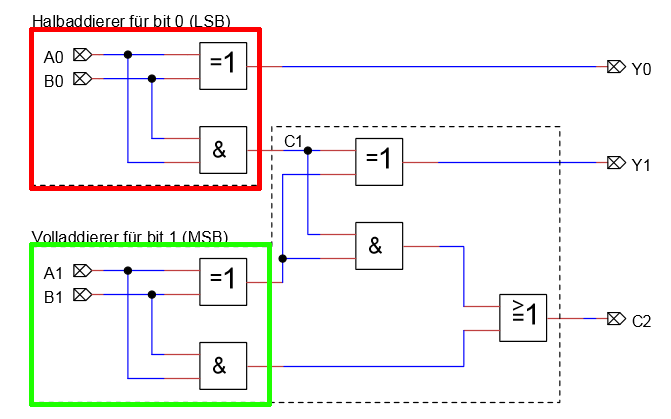 Halbaddierer für bit 0 (LSB)
A0
=1
B0
Y0
&
C1
=1
Y1
Volladdierer für bit 1 (MSB)
&
A1
=1
B1
≥1
C2
&